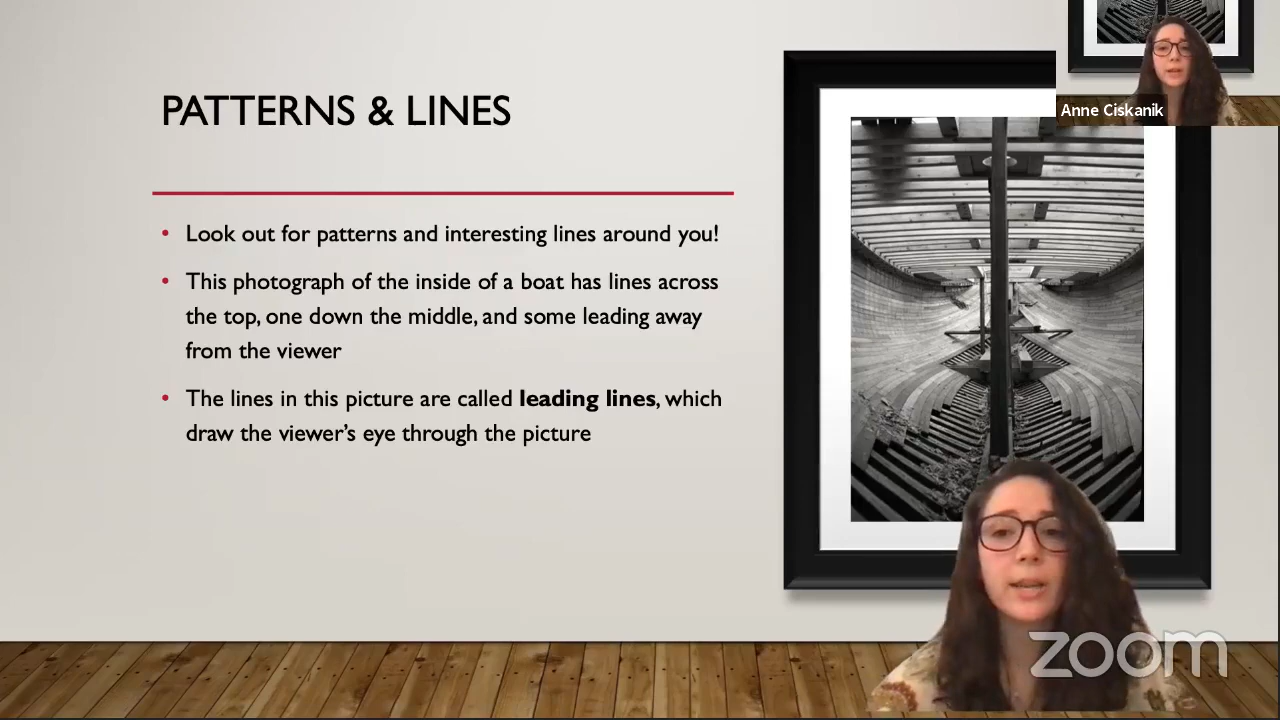 PATTERNS & LINES
Anne Ciskanik
• Look out for patterns and interesting lines around you!
• This photograph of the inside of a boat has lines across
the top, one down the middle, and some leading away
from the viewer
• The lines in this picture are called leading lines, which
draw the viewer’s eye through the picture
zoom